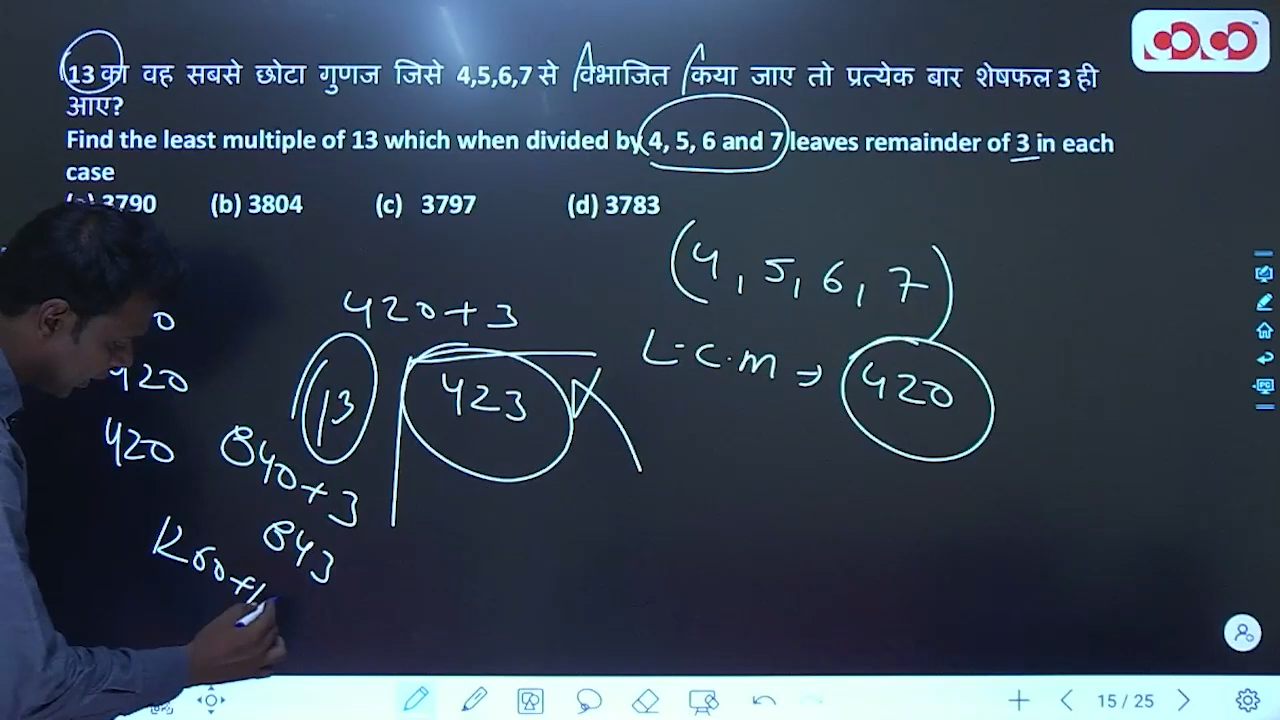 13 का वह सबसे छोटा गुणज जिसे 4,5,6,7 से विभाजित किया जाए तो प्रत्येक बार शेषफल 3 ही
आए?
Find the least multiple of 13 which when divided by 4, 5, 6 and 7 leaves remainder of 3 in each
case
3790 (b) 3804 (c) 3797 (d) 3783
(4, 5, 6, 7)
420+3
L.C.M → 420
13 423
420
420
840+3
843
15 / 25